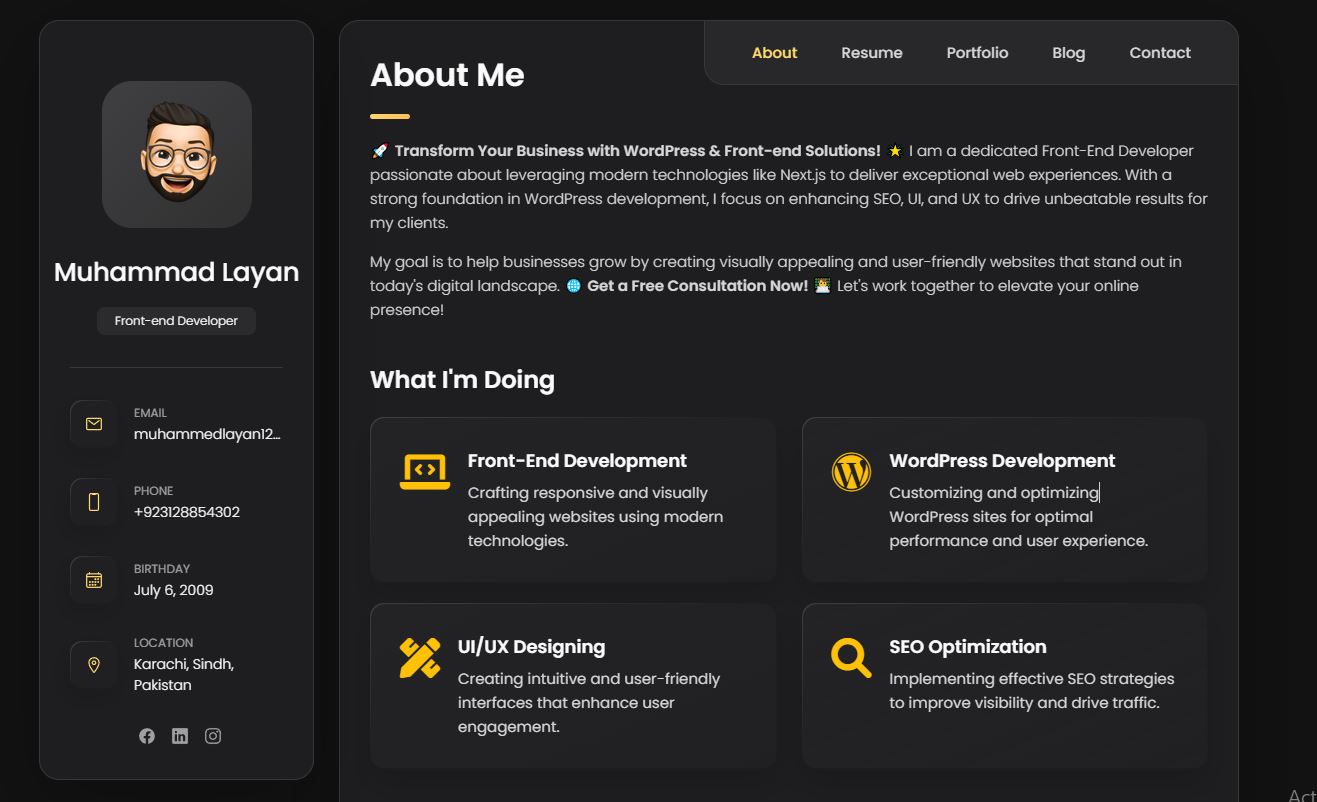 Muhammad Layan
Front-end Developer
EMAIL
muhammedlayan12...
PHONE
+923128854302
BIRTHDAY
July 6, 2009
LOCATION
Karachi, Sindh,
Pakistan
About Resume Portfolio Blog Contact
About Me
🚀 Transform Your Business with WordPress & Front-end Solutions! 🌟 I am a dedicated Front-End Developer
passionate about leveraging modern technologies like Next.js to deliver exceptional web experiences. With a
strong foundation in WordPress development, I focus on enhancing SEO, UI, and UX to drive unbeatable results for
my clients.
My goal is to help businesses grow by creating visually appealing and user-friendly websites that stand out in
today's digital landscape. 🌐 Get a Free Consultation Now! 👨‍💻 Let's work together to elevate your online
presence!
What I'm Doing
Front-End Development
Crafting responsive and visually
appealing websites using modern
technologies.
WordPress Development
Customizing and optimizing
WordPress sites for optimal
performance and user experience.
UI/UX Designing
Creating intuitive and user-friendly
interfaces that enhance user
engagement.
SEO Optimization
Implementing effective SEO strategies
to improve visibility and drive traffic.